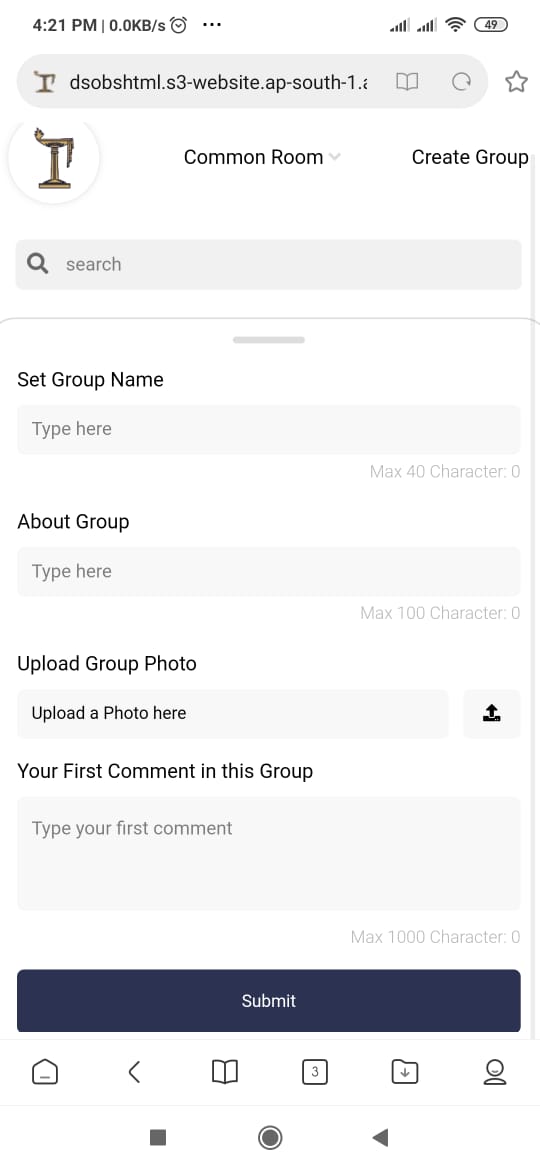 4:21 PM | 0.0KB/s ...
49
dsobshtml.s3-website.ap-south-1.a
Common Room
Create Group
search
Set Group Name
Type here
Max 40 Character: 0
About Group
Type here
Max 100 Character: 0
Upload Group Photo
Upload a Photo here
Your First Comment in this Group
Type your first comment
Max 1000 Character: 0
Submit
3